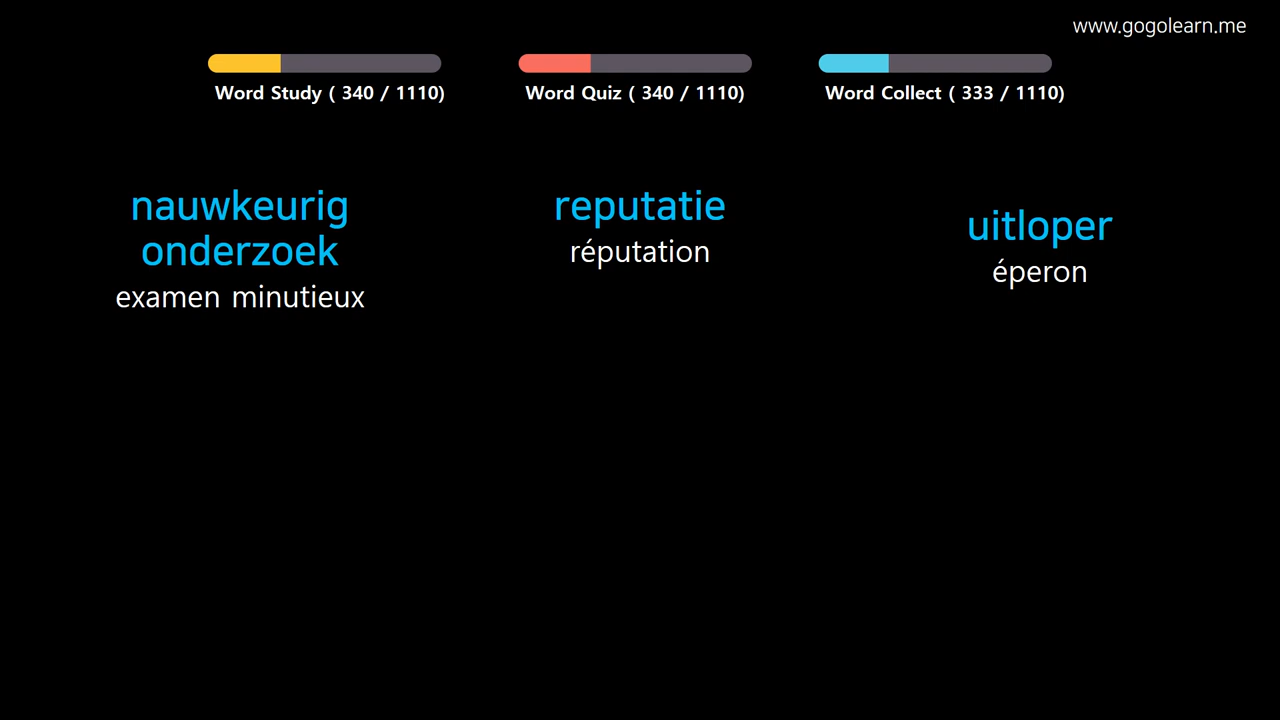 www.gogolearn.me
Word Study ( 340 / 1110)
Word Quiz ( 340 / 1110)
Word Collect ( 333 / 1110)
nauwkeurig
onderzoek
examen minutieux
reputatie
réputation
uitloper
éperon